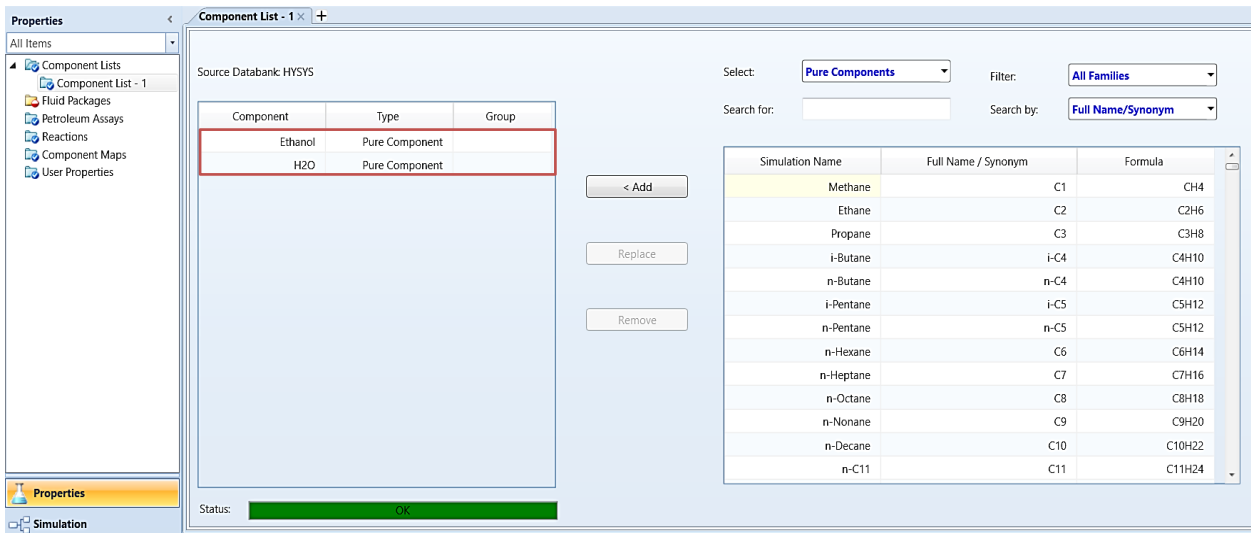 Properties
<
All Items
Component Lists
Component List - 1
Fluid Packages
Petroleum Assays
Reactions
Component Maps
User Properties
Properties
Simulation
Component List - 1 × +
Source Databank: HYSYS
Component Type Group
Ethanol Pure Component
H2O Pure Component
Status: OK
< Add
Replace
Remove
Select: Pure Components Filter: All Families
Search for: Search by: Full Name/Synonym
Simulation Name Full Name / Synonym Formula
Methane C1 CH4
Ethane C2 C2H6
Propane C3 C3H8
i-Butane i-C4 C4H10
n-Butane n-C4 C4H10
i-Pentane i-C5 C5H12
n-Pentane n-C5 C5H12
n-Hexane C6 C6H14
n-Heptane C7 C7H16
n-Octane C8 C8H18
n-Nonane C9 C9H20
n-Decane C10 C10H22
n-C11 C11 C11H24